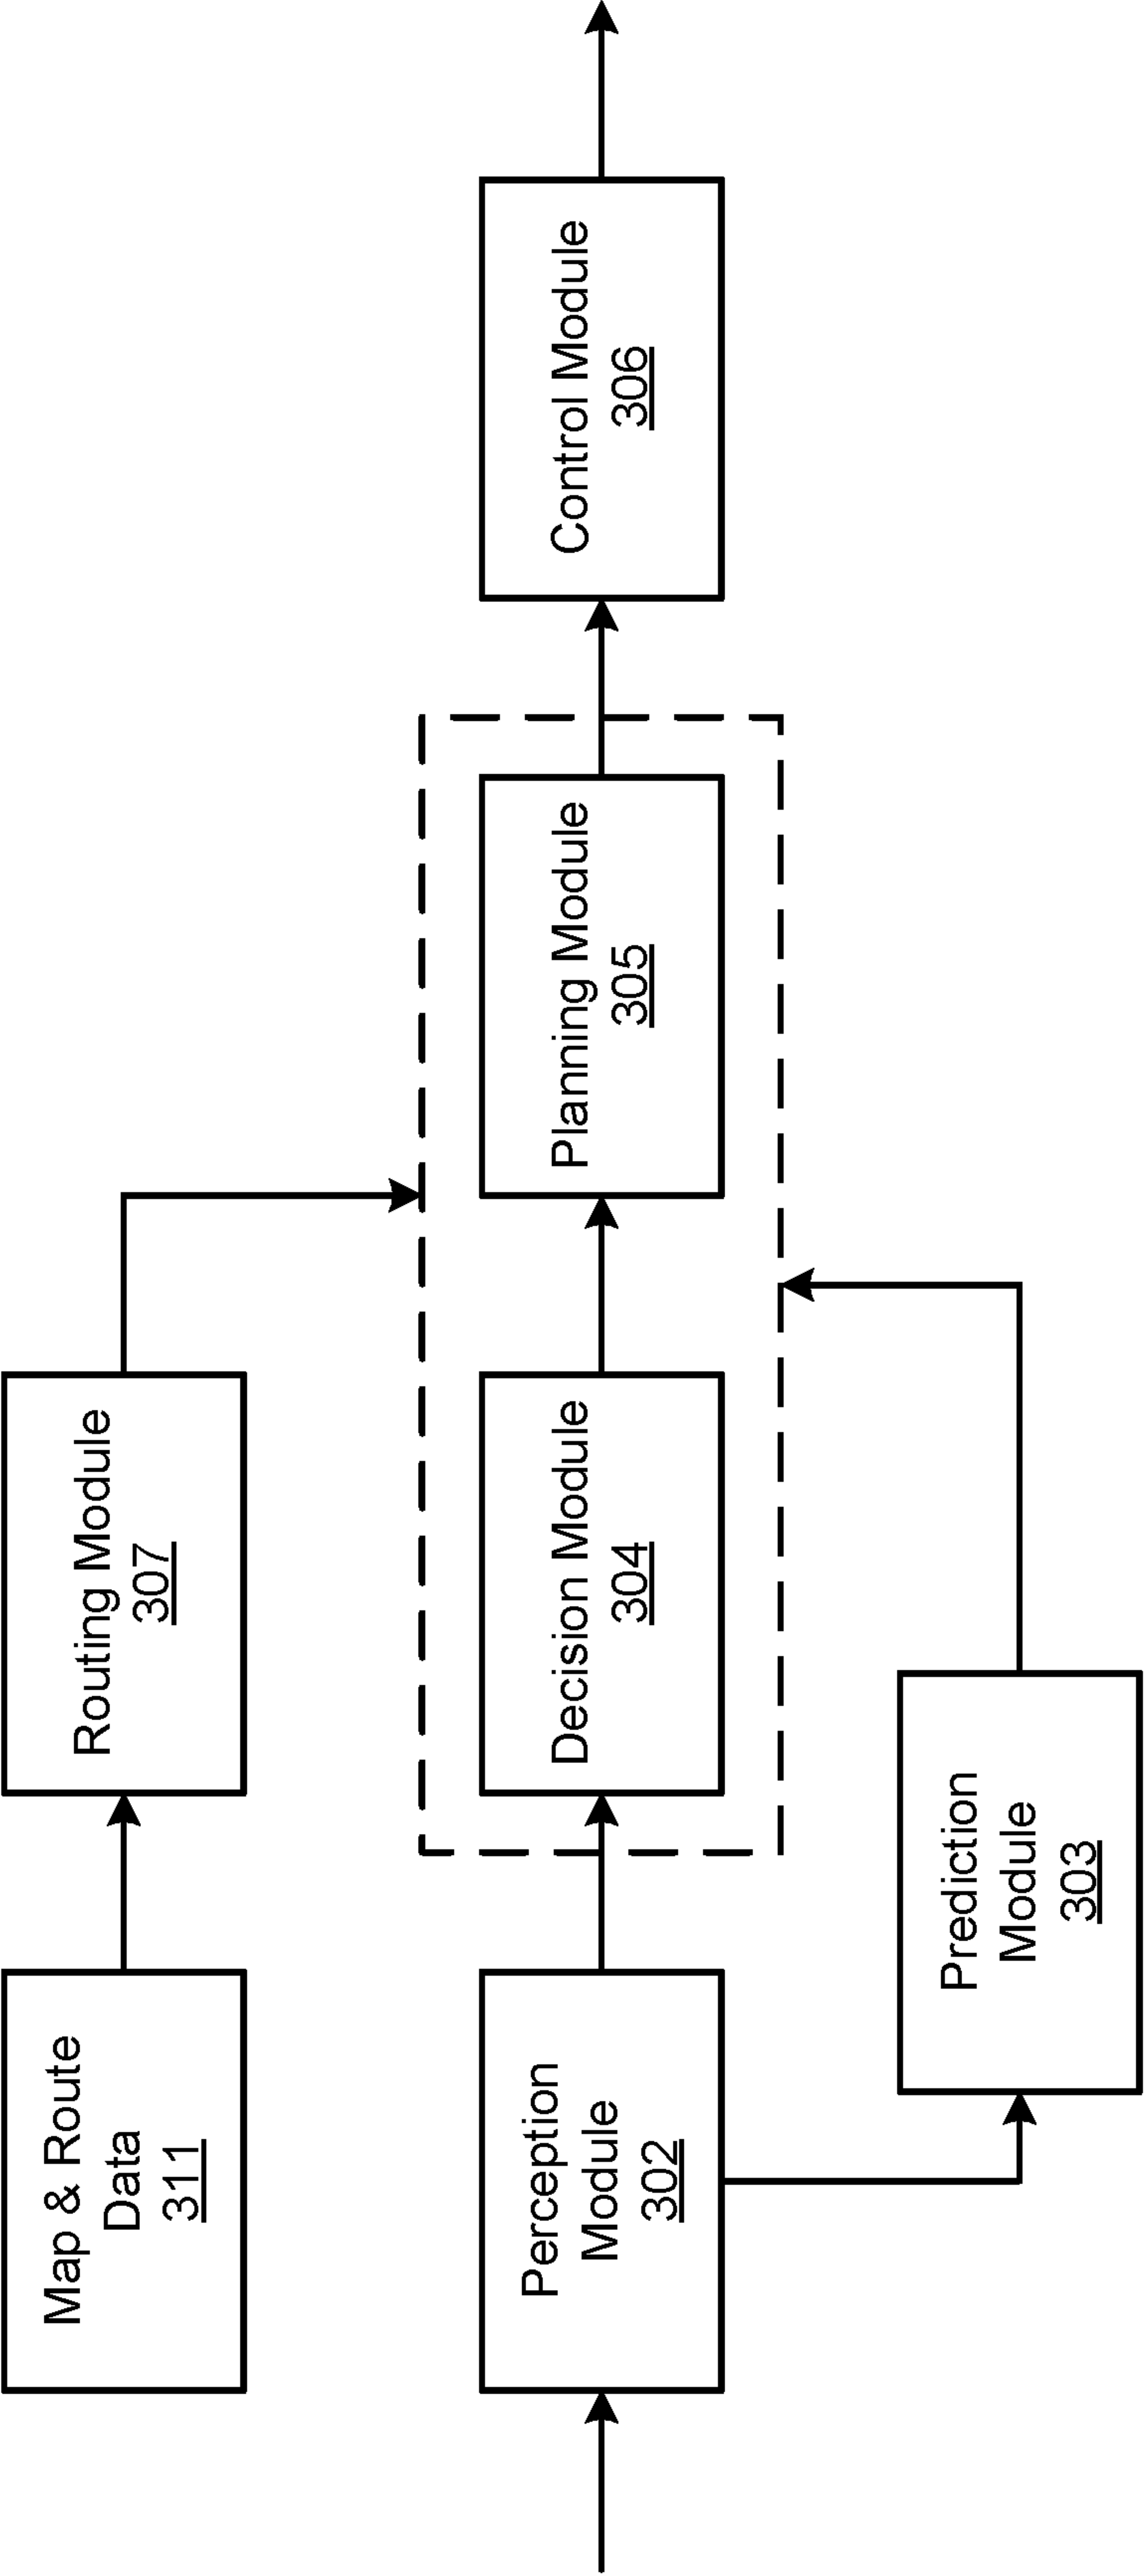 Map & Route
Data
311
Routing Module
307
Perception
Module
302
Decision Module
304
Planning Module
305
Control Module
306
Prediction
Module
303